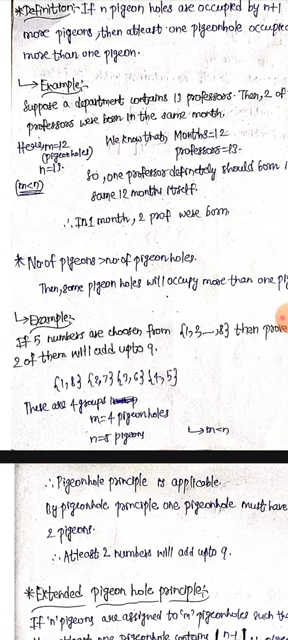 *Definition:- If n pigeon holes are occupied by n+1
more pigeons, then atleast one pigeonhole occupied
more than one pigeon.
↳ Example:-
Suppose a department contains 13 professors. Then, 2 of
professors were born in the same month.
Here, m=12
(pigeonholes)
n=13.
(m<n)
We know that, Months=12
professors=13.
So, one professor definetely should born
same 12 months itself.
∴ In 1 month, 2 prof were born
* No of pigeons > no of pigeon holes.
Then, some pigeon holes will occupy more than one
↳ Example:-
If 5 numbers are chosen from {1,2—,8} then prove
2 of them will add upto 9.
{1,8} {2,7} {3,6} {4,5}
There are 4 groups
m=4 pigeonholes
n=5 pigeons
↳ m<n
∴ Pigeonhole principle is applicable.
By pigeonhole principle, one pigeonhole must have
2 pigeons.
∴ Atleast 2 numbers will add upto 9.
*Extended pigeon hole principle:-
If 'n' pigeons are assigned to 'm' pigeonholes such
one pigeonhole contains